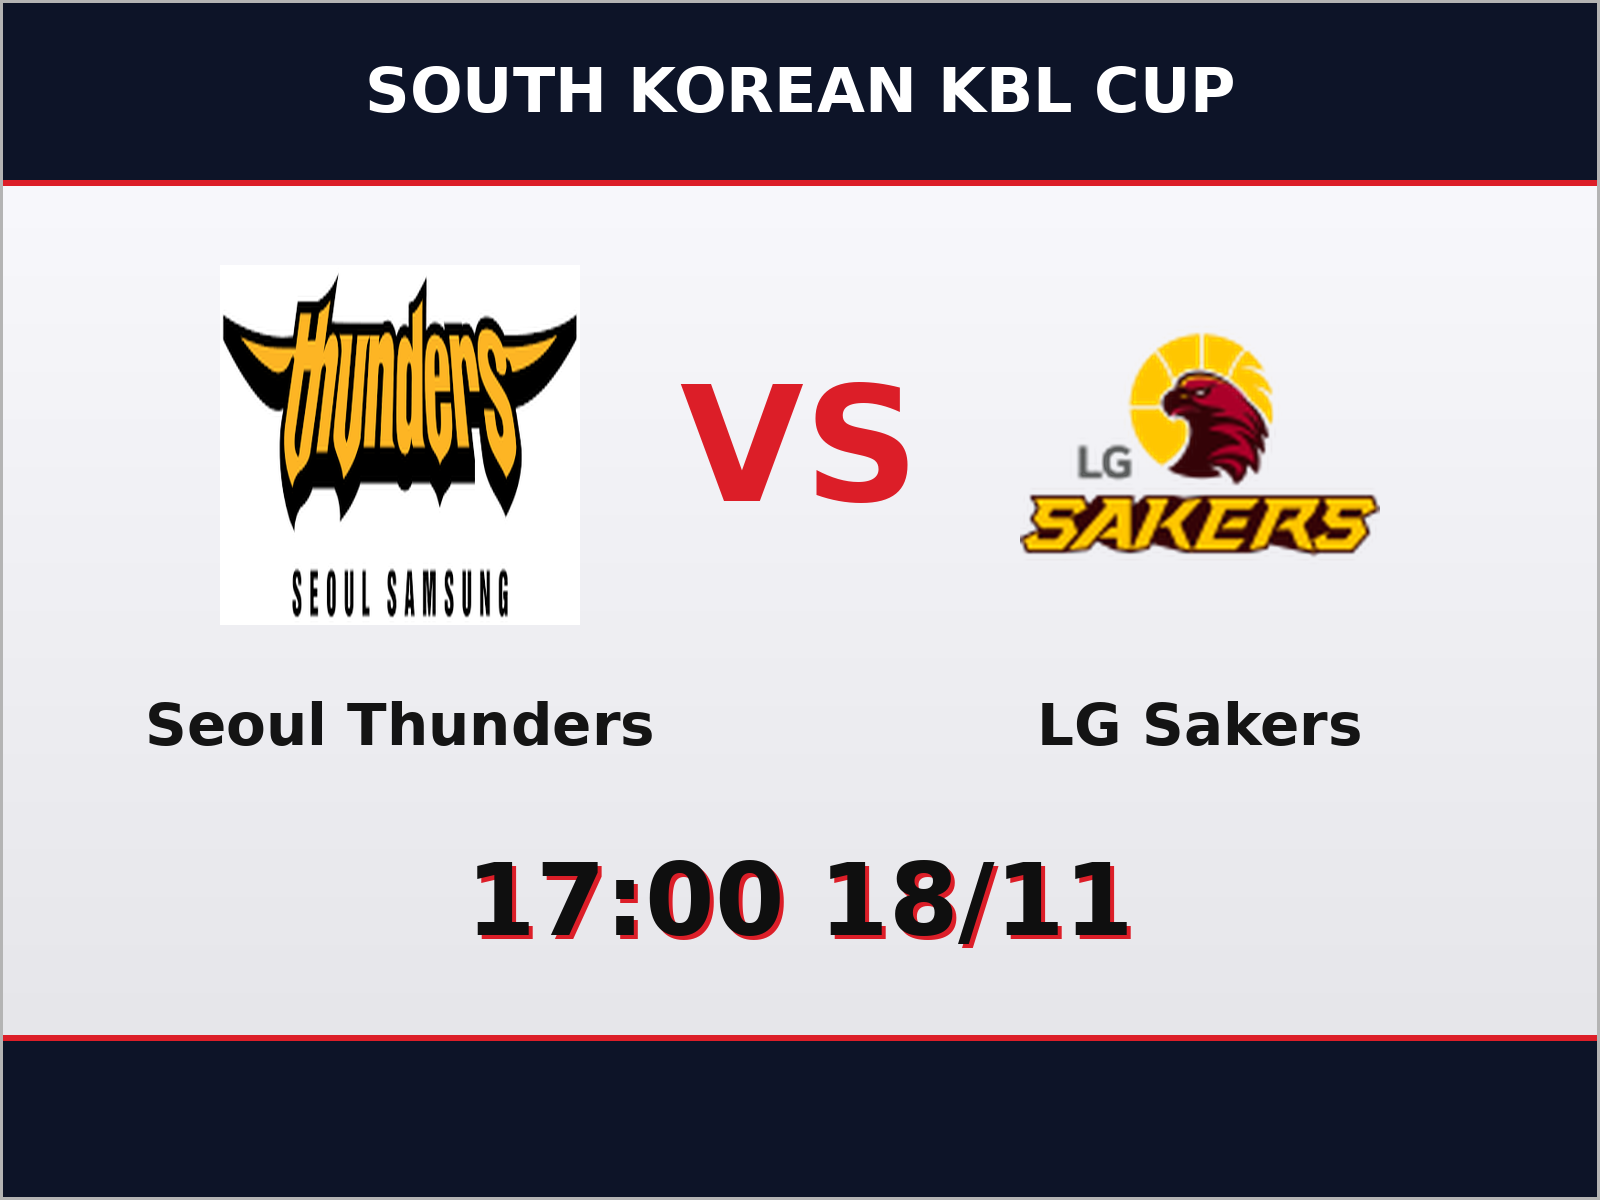 SOUTH KOREAN KBL CUP
thunders
SEOUL SAMSUNG
VS
LG
SAKERS
Seoul Thunders
LG Sakers
17:00 18/11